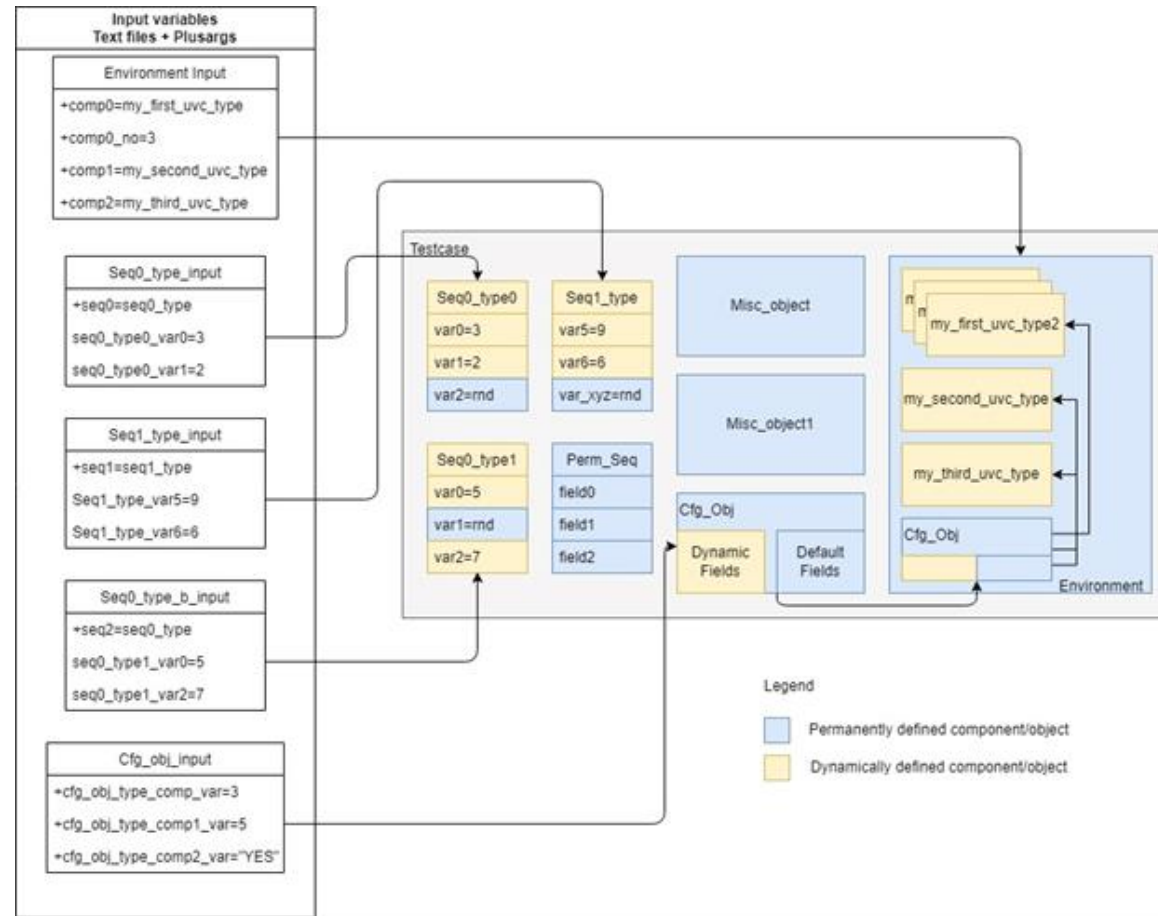 Input variables
Text files + Plusargs
Environment Input
+comp0=my_first_uvc_type
+comp0_no=3
+comp1=my_second_uvc_type
+comp2=my_third_uvc_type
Seq0_type_input
+seq0=seq0_type
seq0_type0_var0=3
seq0_type0_var1=2
Seq1_type_input
+seq1=seq1_type
Seq1_type_var5=9
Seq1_type_var6=6
Seq0_type_b_input
+seq2=seq0_type
seq0_type1_var0=5
seq0_type1_var2=7
Cfg_obj_input
+cfg_obj_type_comp_var=3
+cfg_obj_type_comp1_var=5
+cfg_obj_type_comp2_var="YES"
Testcase
Seq0_type0
var0=3
var1=2
var2=rnd
Seq1_type
var5=9
var6=6
var_xyz=rnd
Seq0_type1
var0=5
var1=rnd
var2=7
Perm_Seq
field0
field1
field2
Misc_object
Misc_object1
Cfg_Obj
Dynamic
Fields
Default
Fields
m
m
my_first_uvc_type2
my_second_uvc_type
my_third_uvc_type
Cfg_Obj
Environment
Legend
Permanently defined component/object
Dynamically defined component/object